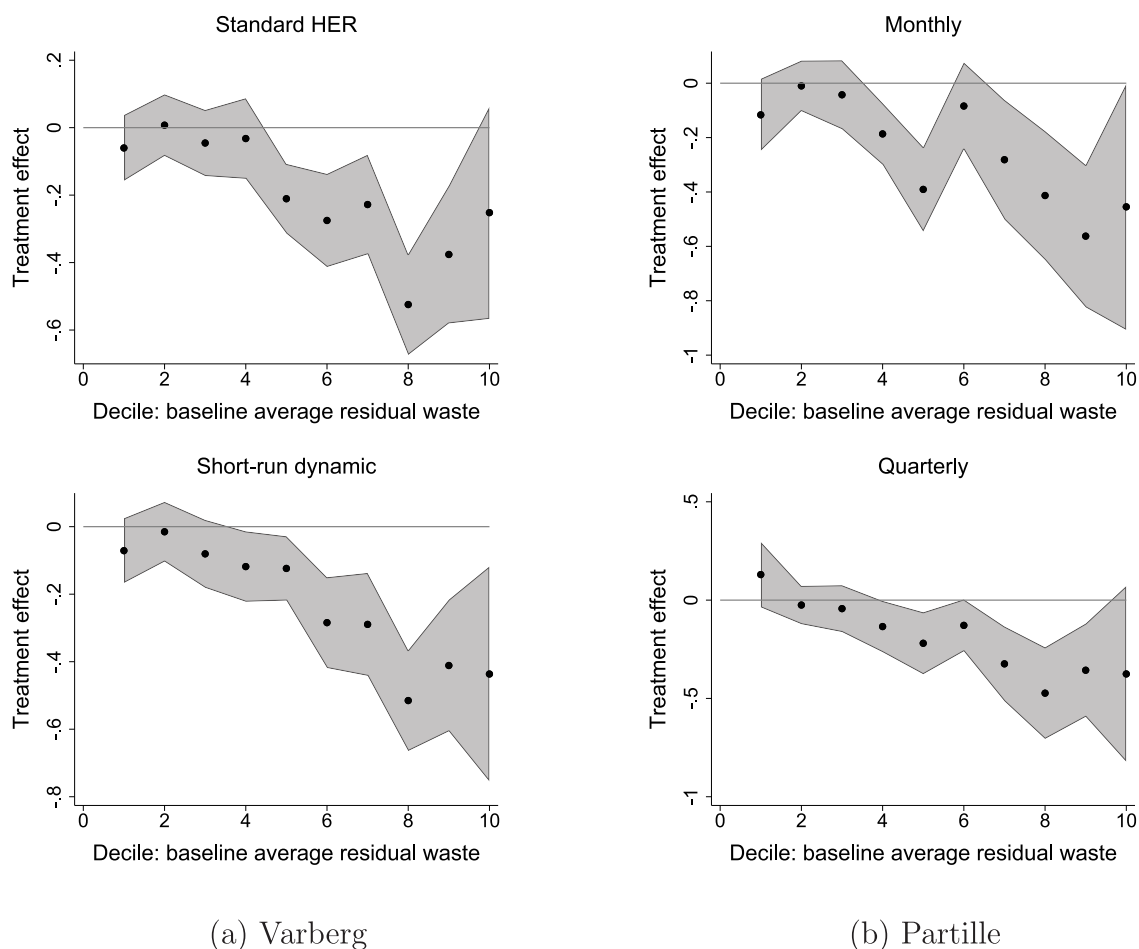 Standard HER
Treatment effect
.2
0
-.2
-.4
-.6
0 2 4 6 8 10
Decile: baseline average residual waste
Monthly
Treatment effect
0
-.2
-.4
-.6
-.8
-1
0 2 4 6 8 10
Decile: baseline average residual waste
Short-run dynamic
Treatment effect
0
-.2
-.4
-.6
-.8
0 2 4 6 8 10
Decile: baseline average residual waste
Quarterly
Treatment effect
.5
0
-.5
-1
0 2 4 6 8 10
Decile: baseline average residual waste
(a) Varberg
(b) Partille